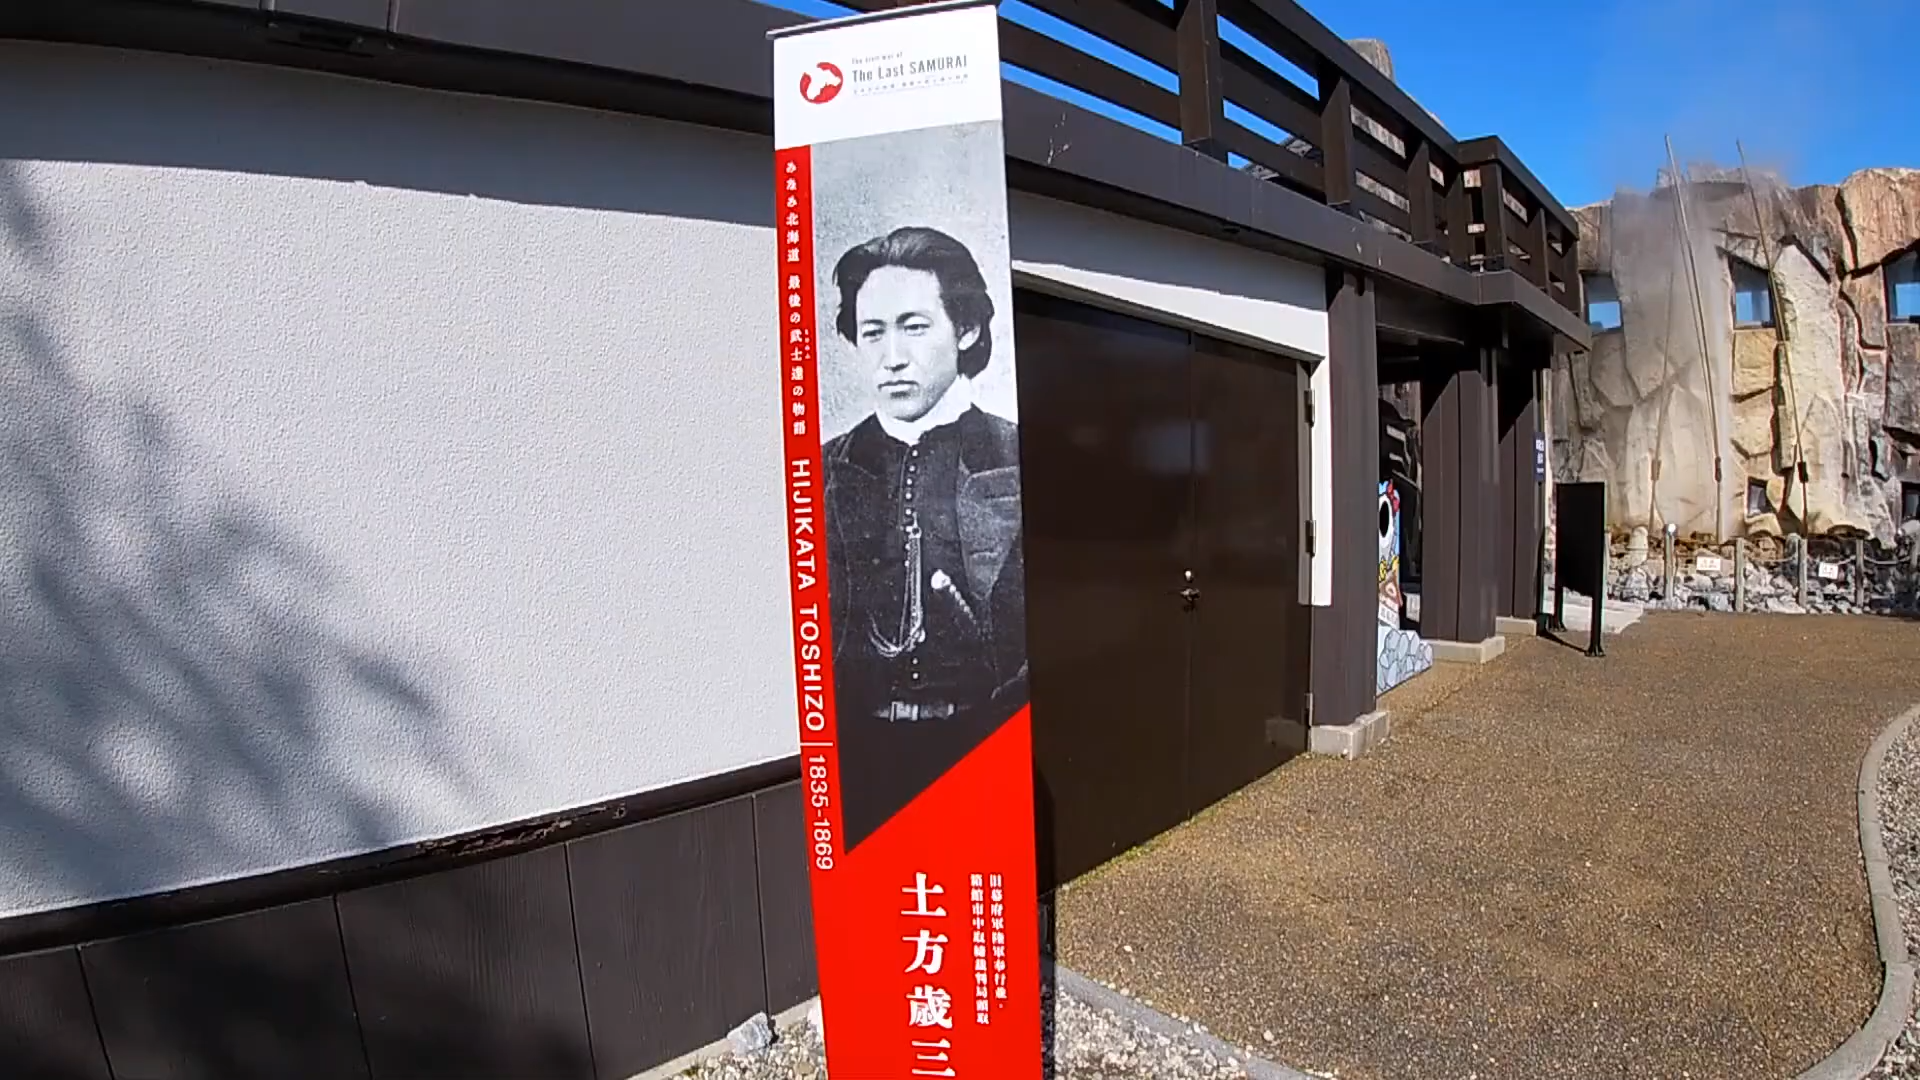 The Last SAMURAI
みなみ北海道 最後の武士達の物語
HIJIKATA TOSHIZO | 1835-1869
土方歳三
旧幕府軍陸軍奉行並・
箱館市中取締裁判局頭取